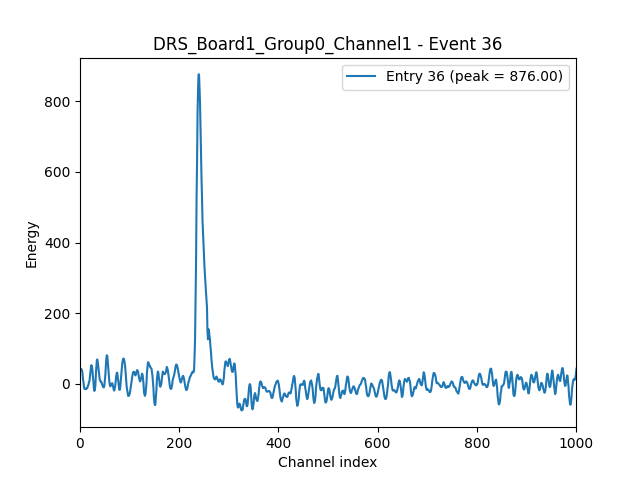 DRS_Board1_Group0_Channel1 - Event 36
Entry 36 (peak = 876.00)
800
600
400
200
0
Energy
0 200 400 600 800 1000
Channel index